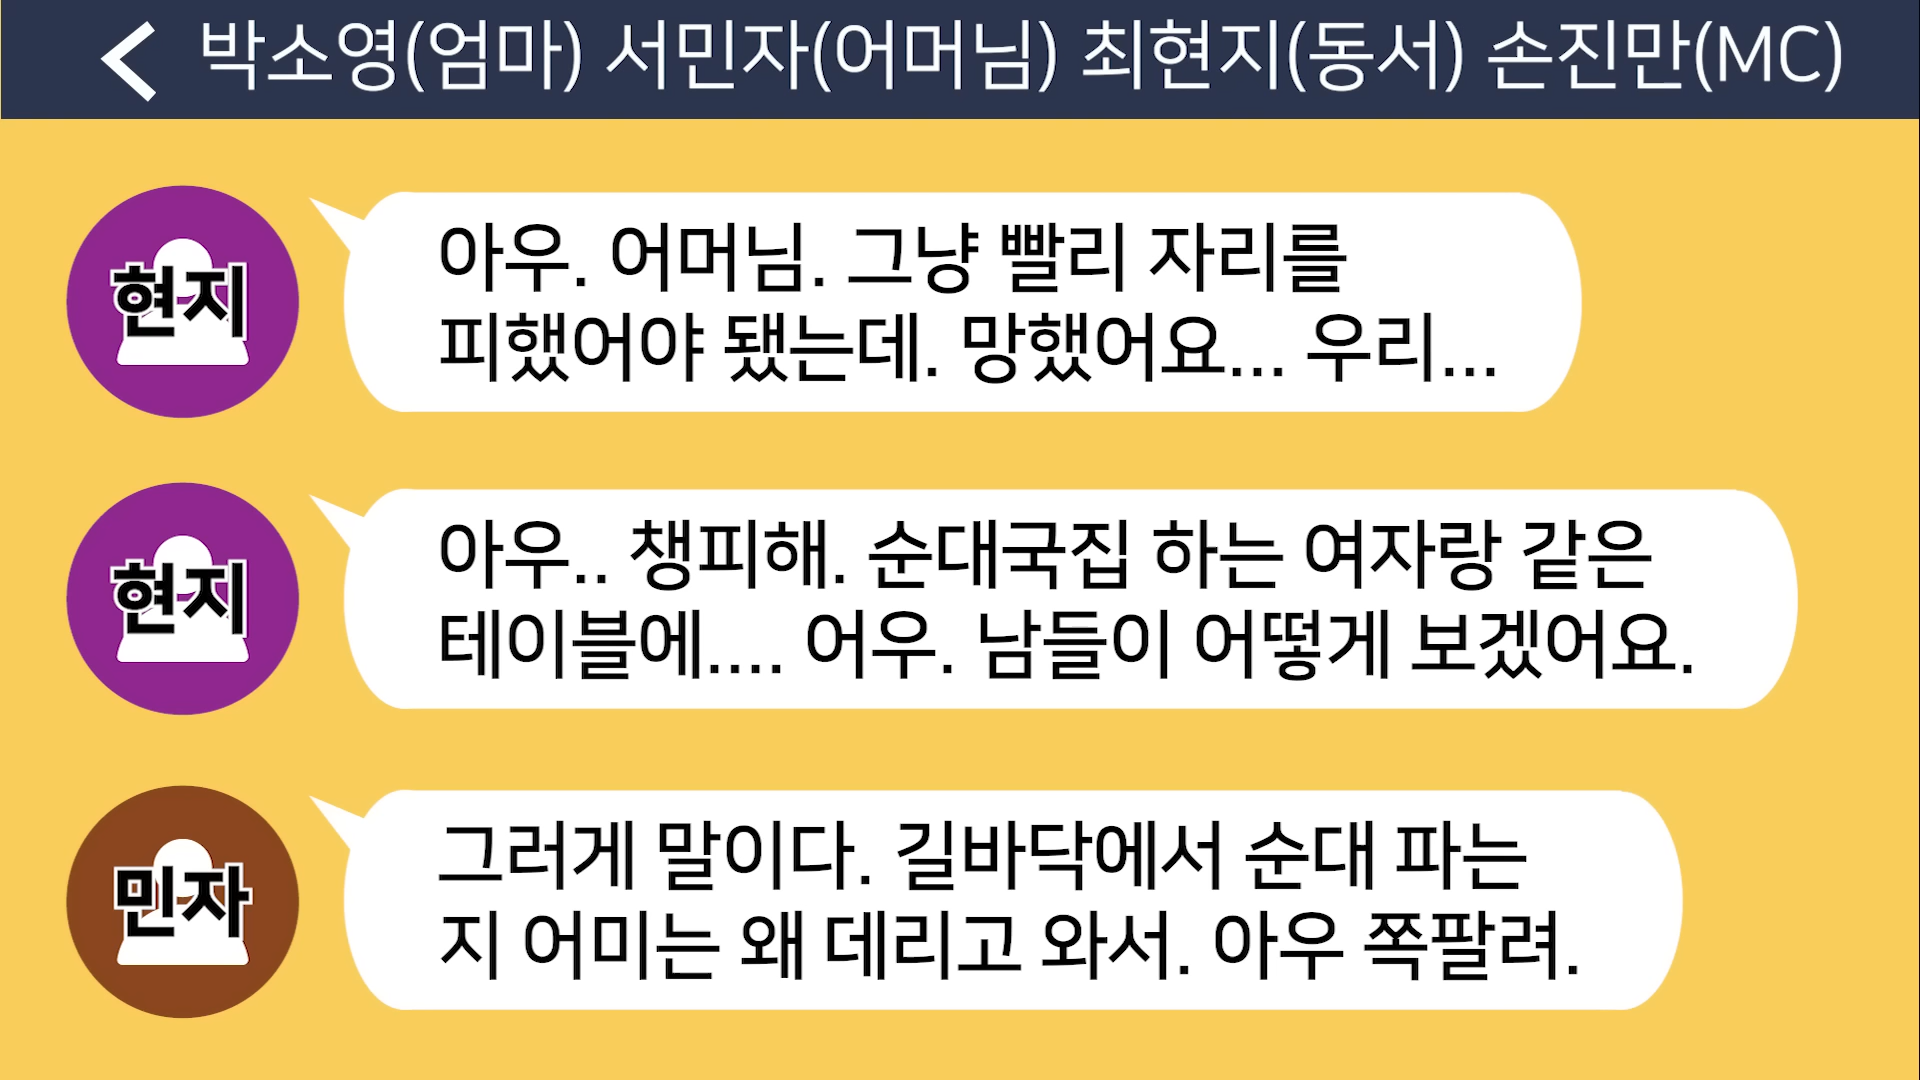 박소영(엄마) 서민자(어머님) 최현지(동서) 손진만(MC)
현지
아우. 어머님. 그냥 빨리 자리를
피했어야 됐는데. 망했어요... 우리...
현지
아우.. 챙피해. 순대국집 하는 여자랑 같은
테이블에.... 어우. 남들이 어떻게 보겠어요.
민자
그러게 말이다. 길바닥에서 순대 파는
지 어미는 왜 데리고 와서. 아우 쪽팔려.